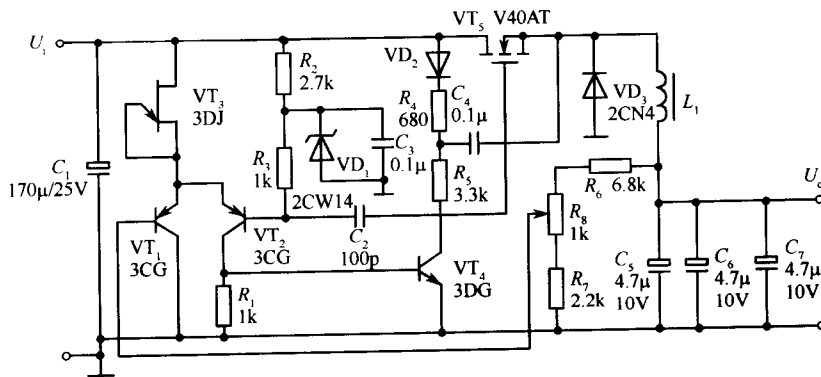 U_i
C_1
170μ/25V
VT_3
3DJ
VT_1
3CG
VT_2
3CG
R_1
1k
R_2
2.7k
R_3
1k
VD_1
2CW14
C_3
0.1μ
C_2
100p
VD_2
R_4
680
C_4
0.1μ
R_5
3.3k
VT_4
3DG
VT_5 V40AT
VD_3
2CN4
L_1
R_6 6.8k
R_8
1k
R_7
2.2k
C_5
4.7μ
10V
C_6
4.7μ
10V
C_7
4.7μ
10V